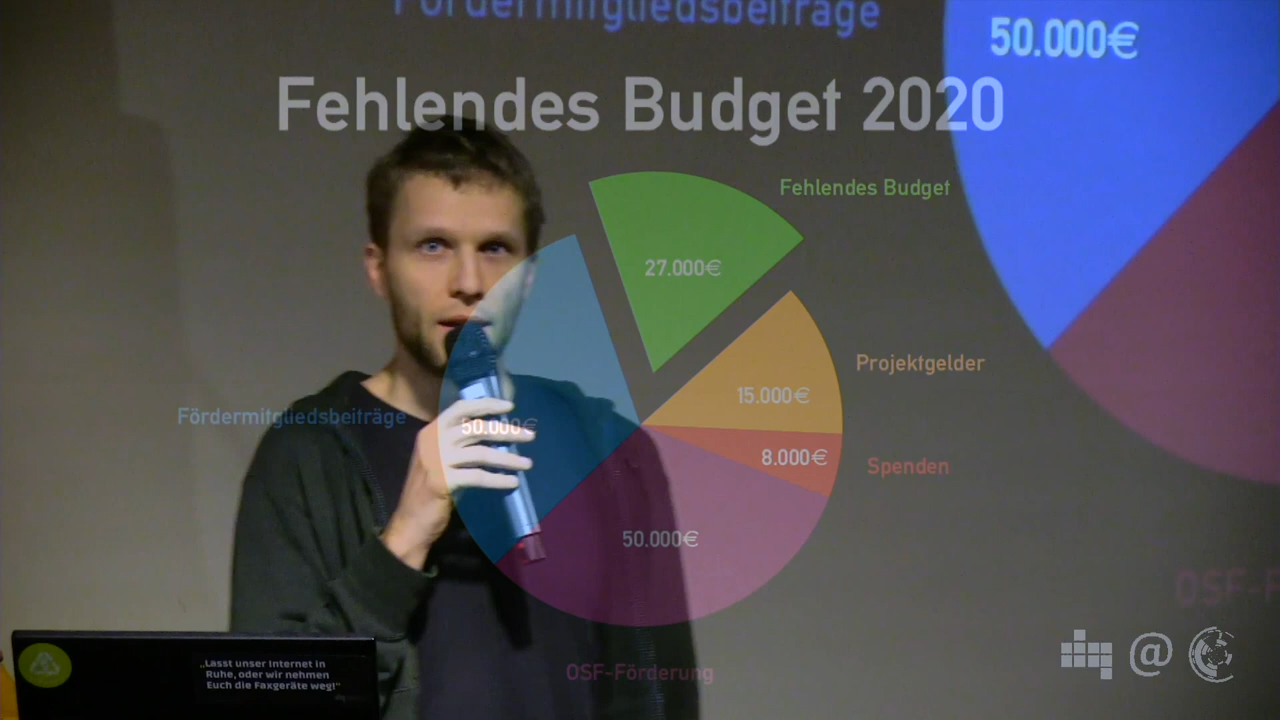 Fördermitgliedsbeiträge
50.000€
Fehlendes Budget 2020
Fehlendes Budget
27.000€
Projektgelder
15.000€
Fördermitgliedsbeiträge
50.000€
8.000€
Spenden
50.000€
OSF-F
OSF-Förderung
@
„Lasst unser Internet in
Ruhe, oder wir nehmen
Euch die Faxgeräte weg!“